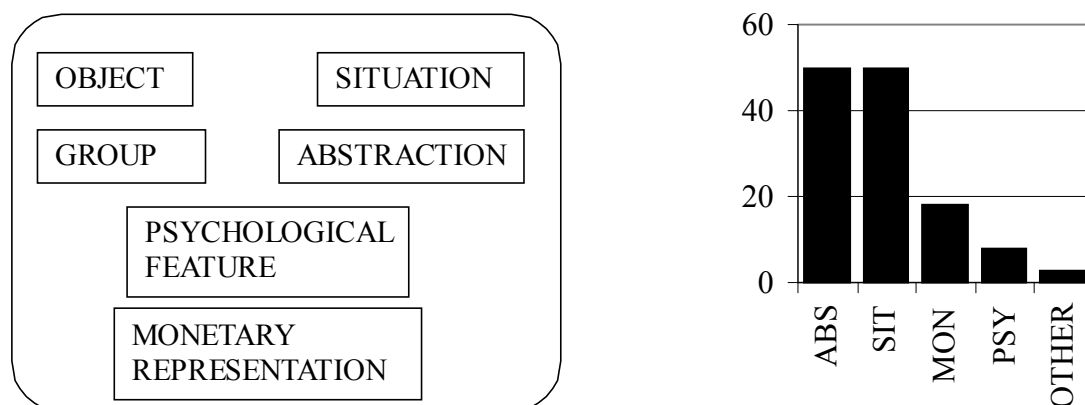 OBJECT
SITUATION
GROUP
ABSTRACTION
PSYCHOLOGICAL
FEATURE
MONETARY
REPRESENTATION
60
40
20
0
ABS
SIT
MON
PSY
OTHER